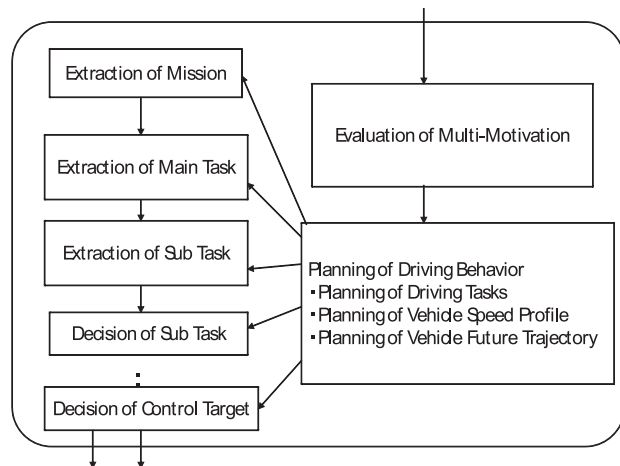 Extraction of Mission
Extraction of Main Task
Extraction of Sub Task
Decision of Sub Task
Decision of Control Target
Evaluation of Multi-Motivation
Planning of Driving Behavior
▪Planning of Driving Tasks
▪Planning of Vehicle Speed Profile
▪Planning of Vehicle Future Trajectory